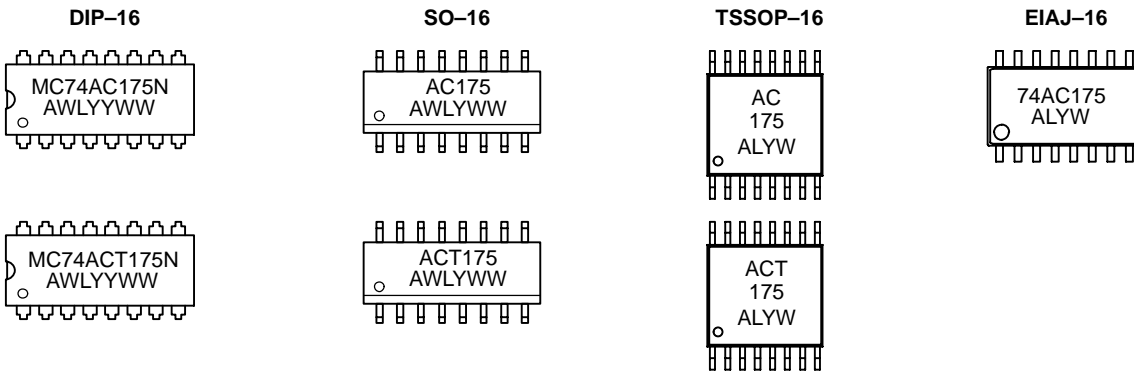 DIP–16
SO–16
TSSOP–16
EIAJ–16
MC74AC175N
AWLYYWW
AC175
AWLYWW
AC
175
ALYW
74AC175
ALYW
MC74ACT175N
AWLYYWW
ACT175
AWLYWW
ACT
175
ALYW